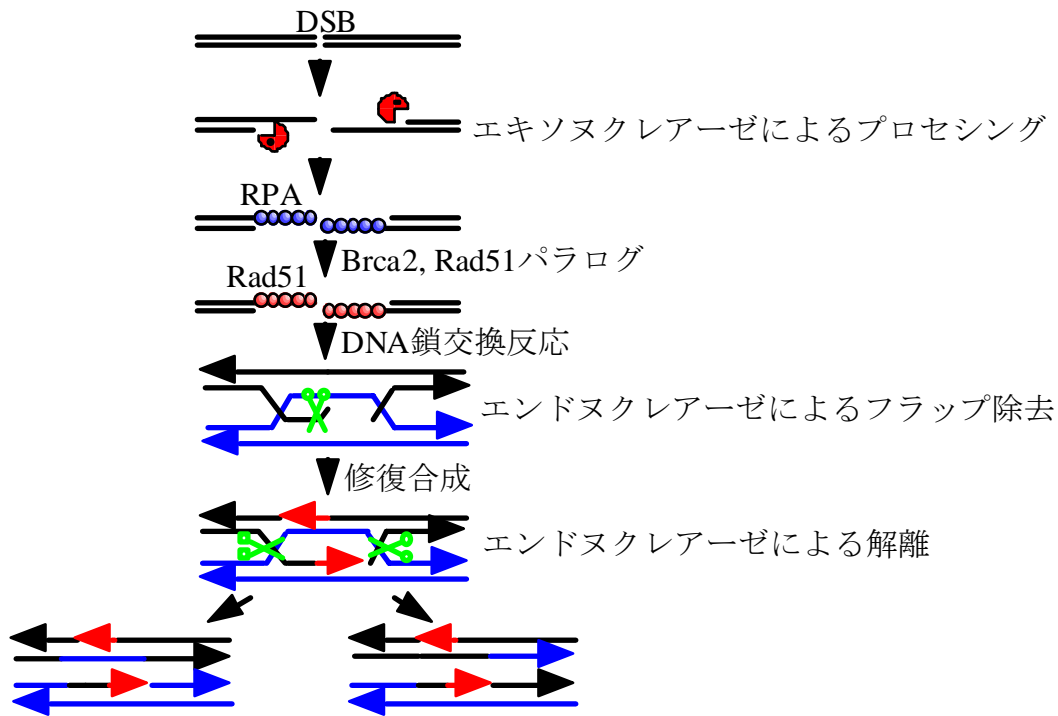 DSB
エキソヌクレアーゼによるプロセシング
RPA
Brca2, Rad51パラログ
Rad51
DNA鎖交換反応
エンドヌクレアーゼによるフラップ除去
修復合成
エンドヌクレアーゼによる解離